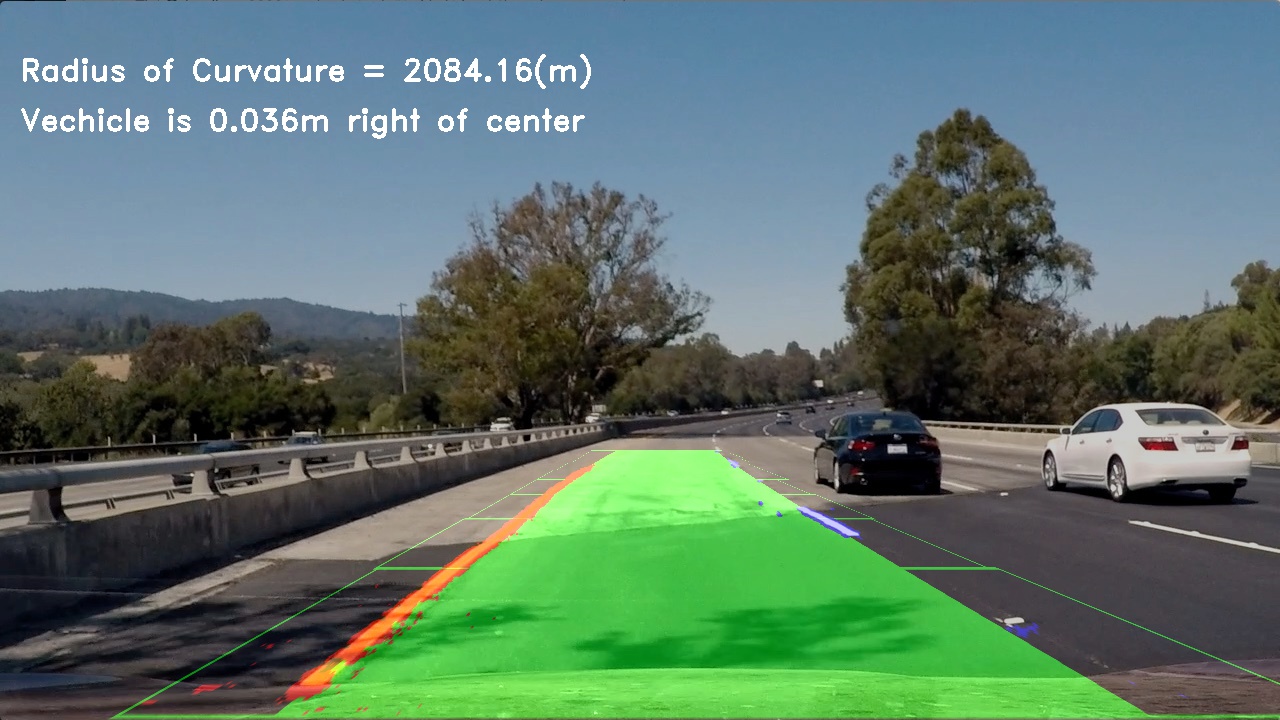 Radius of Curvature = 2084.16(m)
Vechicle is 0.036m right of center